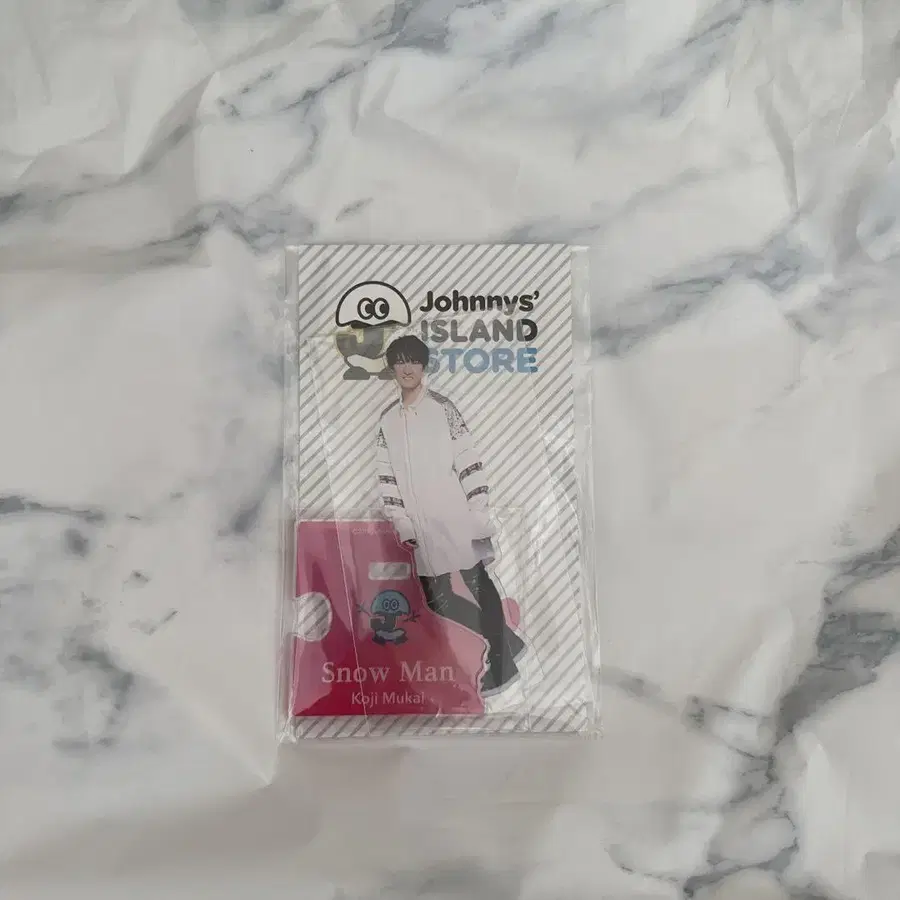 Johnnys'
ISLAND
STORE
J
Snow Man
Koji Mukai